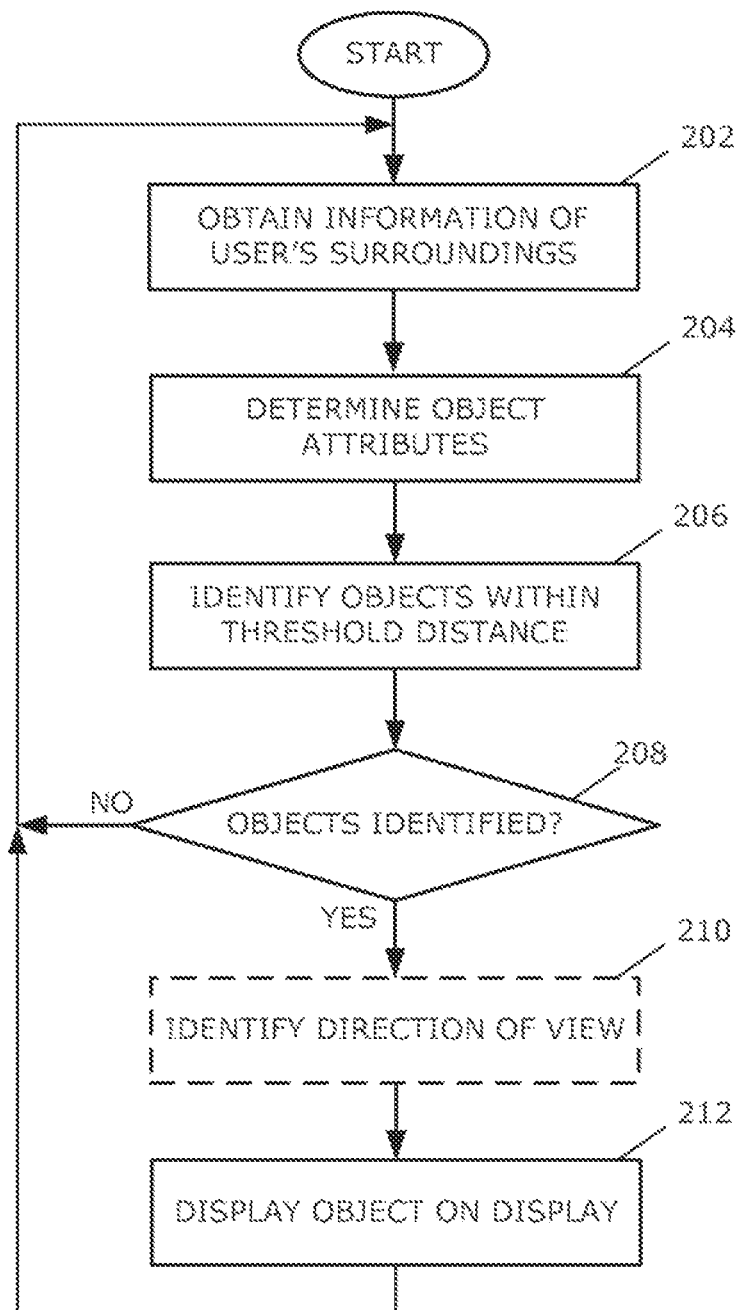 START
202
OBTAIN INFORMATION OF
USER'S SURROUNDINGS
204
DETERMINE OBJECT
ATTRIBUTES
206
IDENTIFY OBJECTS WITHIN
THRESHOLD DISTANCE
208
NO
OBJECTS IDENTIFIED?
YES
210
IDENTIFY DIRECTION OF VIEW
212
DISPLAY OBJECT ON DISPLAY